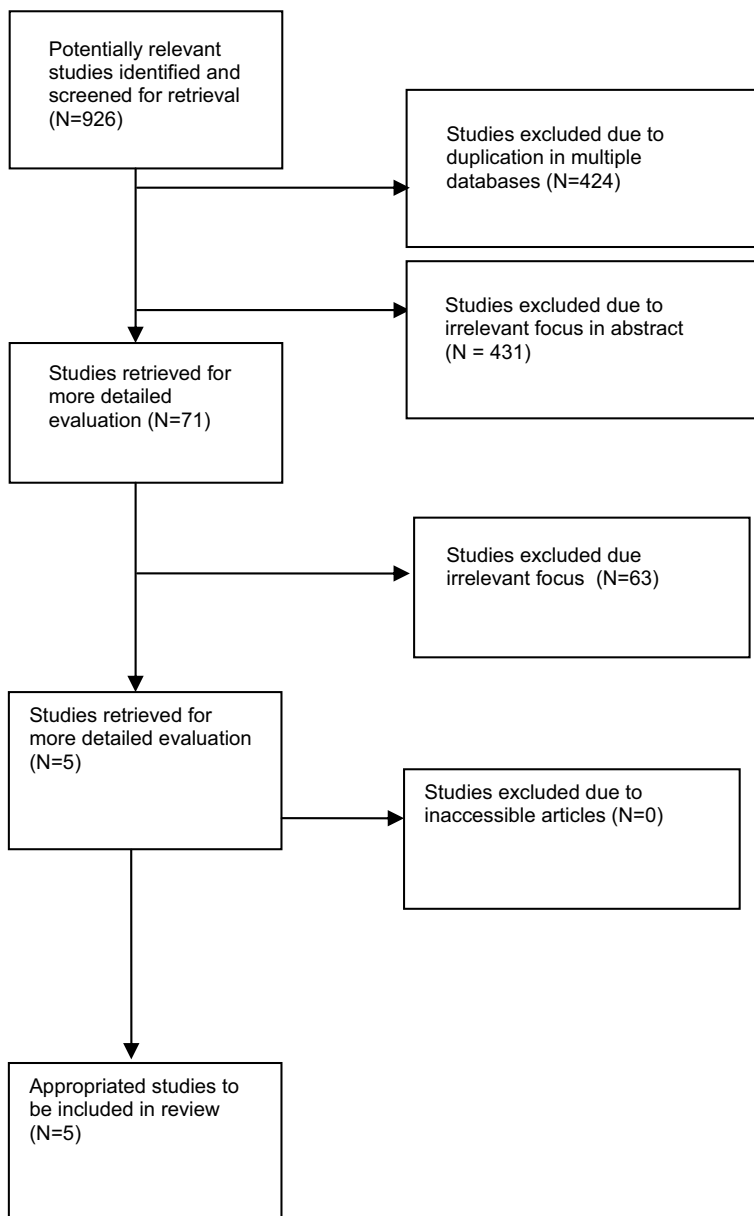 Potentially relevant
studies identified and
screened for retrieval
(N=926)
Studies excluded due to
duplication in multiple
databases (N=424)
Studies excluded due to
irrelevant focus in abstract
(N = 431)
Studies retrieved for
more detailed
evaluation (N=71)
Studies excluded due
irrelevant focus (N=63)
Studies retrieved for
more detailed evaluation
(N=5)
Studies excluded due to
inaccessible articles (N=0)
Appropriated studies to
be included in review
(N=5)